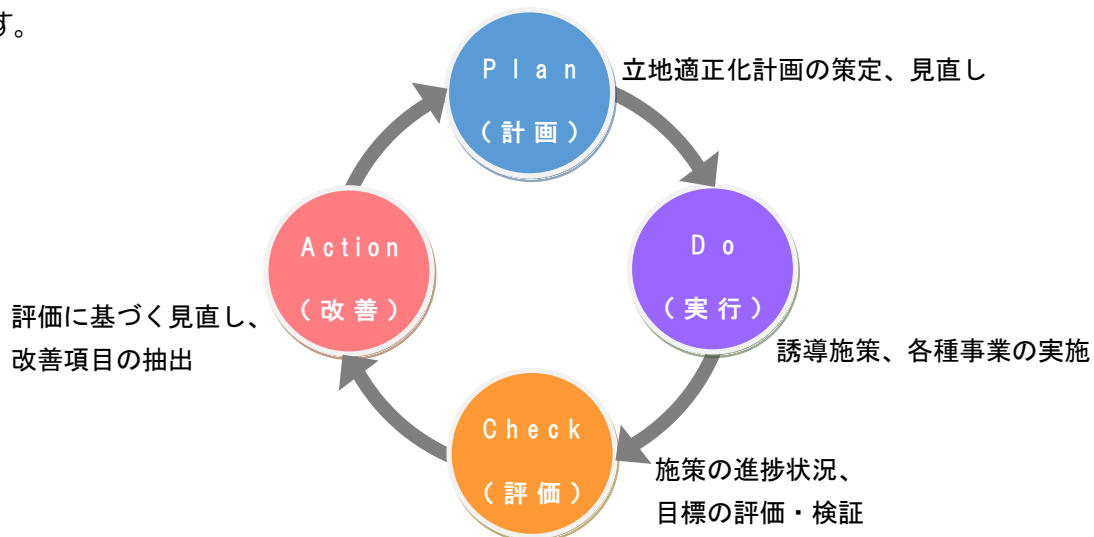 す。
Plan
(計画)
立地適正化計画の策定、見直し
Do
(実行)
誘導施策、各種事業の実施
Check
(評価)
施策の進捗状況、
目標の評価・検証
Action
(改善)
評価に基づく見直し、
改善項目の抽出